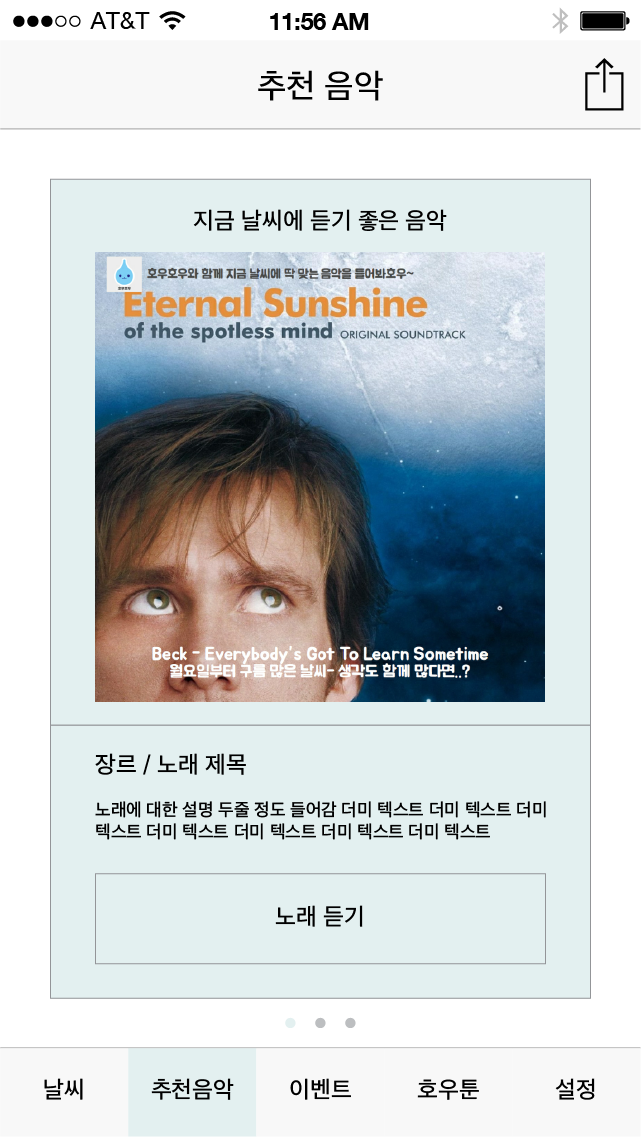 AT&T 11:56 AM
추천 음악
지금 날씨에 듣기 좋은 음악
호우호우와 함께 지금 날씨에 딱 맞는 음악을 들어봐호우~
호우호우
Eternal Sunshine
of the spotless mind ORIGINAL SOUNDTRACK
Beck - Everybody's Got To Learn Sometime
월요일부터 구름 많은 날씨- 생각도 함께 많다면..?
장르 / 노래 제목
노래에 대한 설명 두줄 정도 들어감 더미 텍스트 더미 텍스트 더미
텍스트 더미 텍스트 더미 텍스트 더미 텍스트 더미 텍스트
노래 듣기
날씨 추천음악 이벤트 호우툰 설정